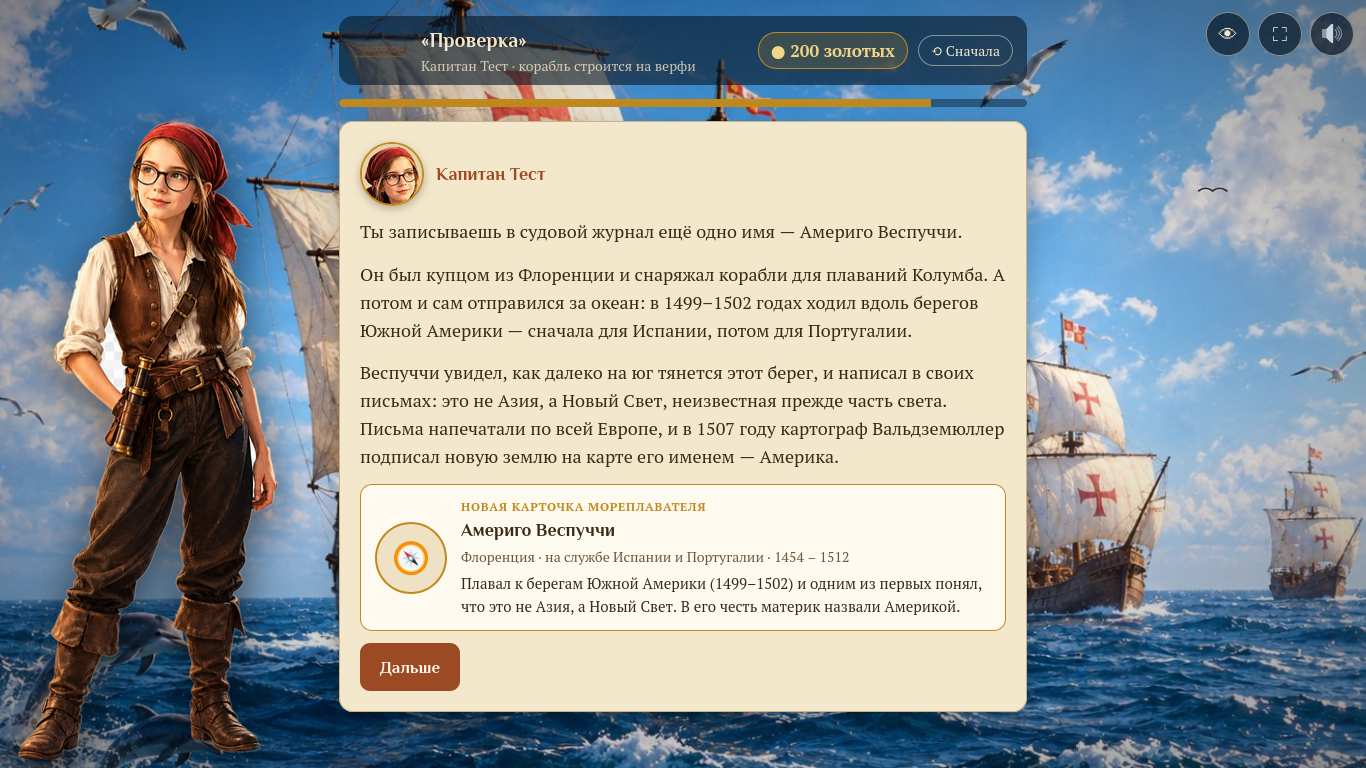 «Проверка»
Капитан Тест · корабль строится на верфи
200 золотых
⟲ Сначала
Капитан Тест
Ты записываешь в судовой журнал ещё одно имя — Америго Веспуччи.
Он был купцом из Флоренции и снаряжал корабли для плаваний Колумба. А
потом и сам отправился за океан: в 1499–1502 годах ходил вдоль берегов
Южной Америки — сначала для Испании, потом для Португалии.
Веспуччи увидел, как далеко на юг тянется этот берег, и написал в своих
письмах: это не Азия, а Новый Свет, неизвестная прежде часть света.
Письма напечатали по всей Европе, и в 1507 году картограф Вальдземюллер
подписал новую землю на карте его именем — Америка.
НОВАЯ КАРТОЧКА МОРЕПЛАВАТЕЛЯ
Америго Веспуччи
Флоренция · на службе Испании и Португалии · 1454 – 1512
Плавал к берегам Южной Америки (1499–1502) и одним из первых понял,
что это не Азия, а Новый Свет. В его честь материк назвали Америкой.
Дальше